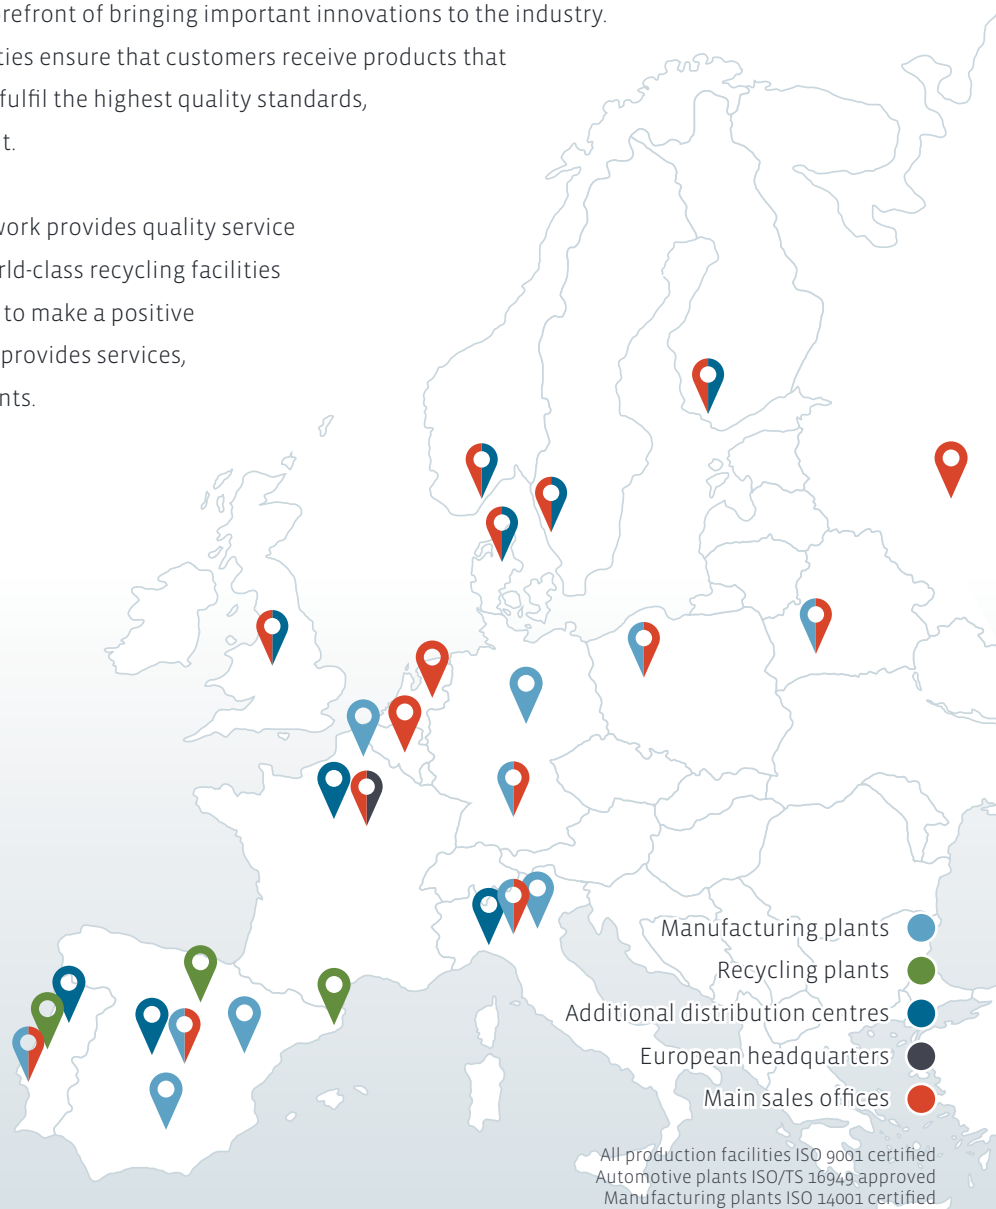 refront of bringing important innovations to the industry.
ties ensure that customers receive products that
fulfil the highest quality standards,
t.
work provides quality service
rld-class recycling facilities
to make a positive
provides services,
nts.
Manufacturing plants
Recycling plants
Additional distribution centres
European headquarters
Main sales offices
All production facilities ISO 9001 certified
Automotive plants ISO/TS 16949 approved
Manufacturing plants ISO 14001 certified